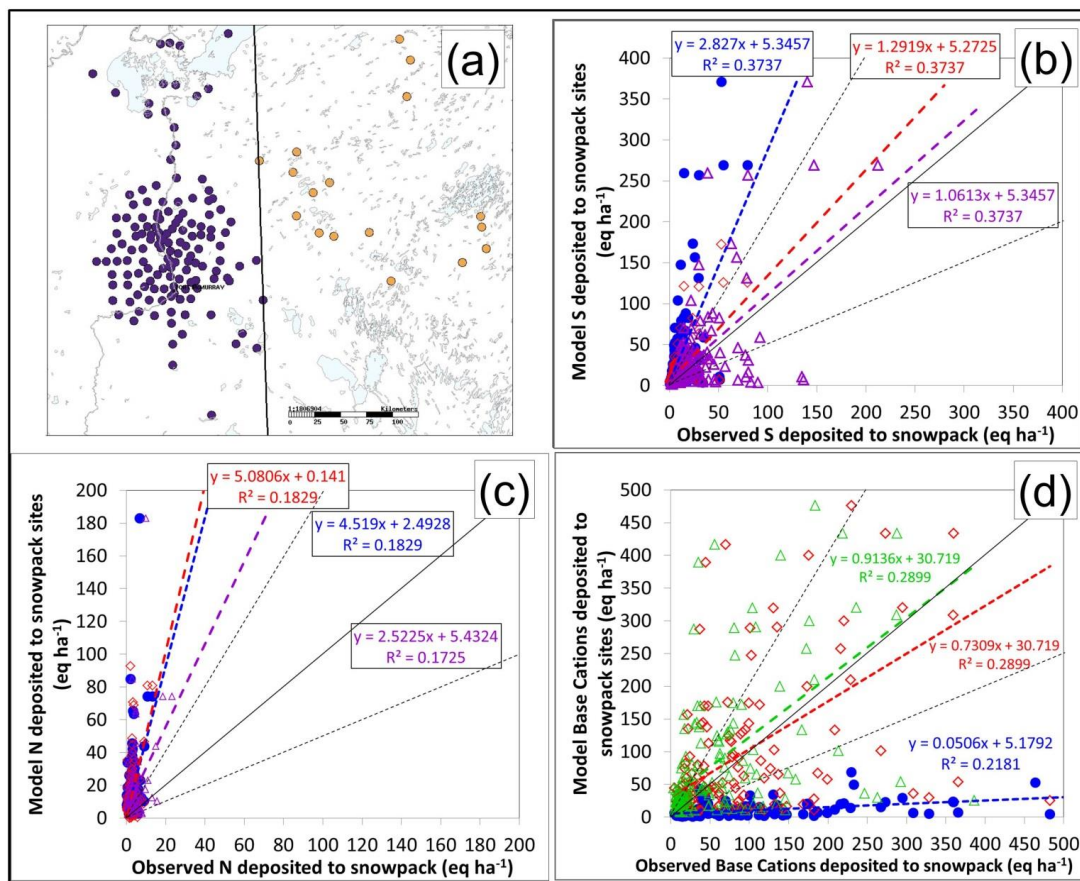 (a)
MURRAY
1:1806904
Kilometers
0 25 50 75 100
(b)
y = 2.827x + 5.3457
R² = 0.3737
y = 1.2919x + 5.2725
R² = 0.3737
y = 1.0613x + 5.3457
R² = 0.3737
400
350
300
250
200
150
100
50
0
0 50 100 150 200 250 300 350 400
Model S deposited to snowpack sites
(eq ha⁻¹)
Observed S deposited to snowpack (eq ha⁻¹)
(c)
y = 5.0806x + 0.141
R² = 0.1829
y = 4.519x + 2.4928
R² = 0.1829
y = 2.5225x + 5.4324
R² = 0.1725
200
180
160
140
120
100
80
60
40
20
0
0 20 40 60 80 100 120 140 160 180 200
Model N deposited to snowpack sites
(eq ha⁻¹)
Observed N deposited to snowpack (eq ha⁻¹)
(d)
y = 0.9136x + 30.719
R² = 0.2899
y = 0.7309x + 30.719
R² = 0.2899
y = 0.0506x + 5.1792
R² = 0.2181
500
450
400
350
300
250
200
150
100
50
0
0 50 100 150 200 250 300 350 400 450 500
Model Base Cations deposited to
snowpack sites (eq ha⁻¹)
Observed Base Cations deposited to snowpack (eq ha⁻¹)